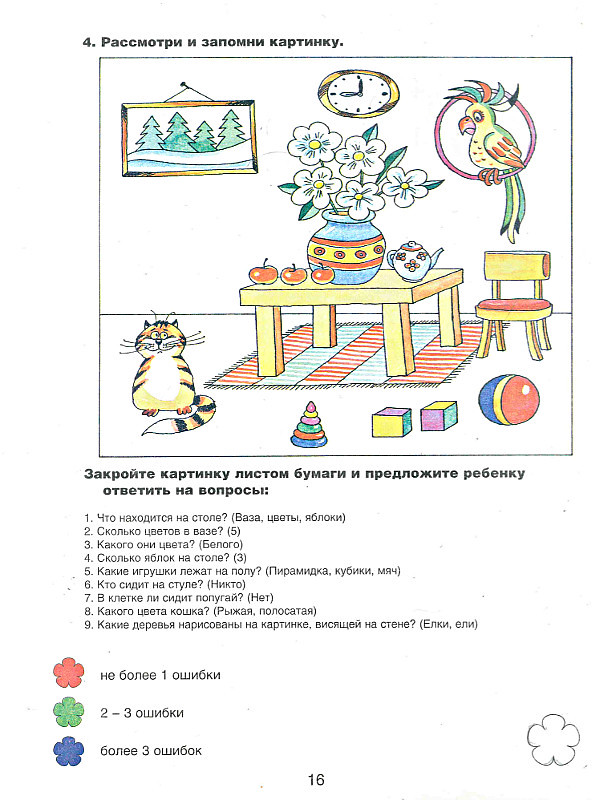 4. Рассмотри и запомни картинку.
Закройте картинку листом бумаги и предложите ребенку
ответить на вопросы:
1. Что находится на столе? (Ваза, цветы, яблоки)
2. Сколько цветов в вазе? (5)
3. Какого они цвета? (Белого)
4. Сколько яблок на столе? (3)
5. Какие игрушки лежат на полу? (Пирамидка, кубики, мяч)
6. Кто сидит на стуле? (Никто)
7. В клетке ли сидит попугай? (Нет)
8. Какого цвета кошка? (Рыжая, полосатая)
9. Какие деревья нарисованы на картинке, висящей на стене? (Елки, ели)
не более 1 ошибки
2 – 3 ошибки
более 3 ошибок
16